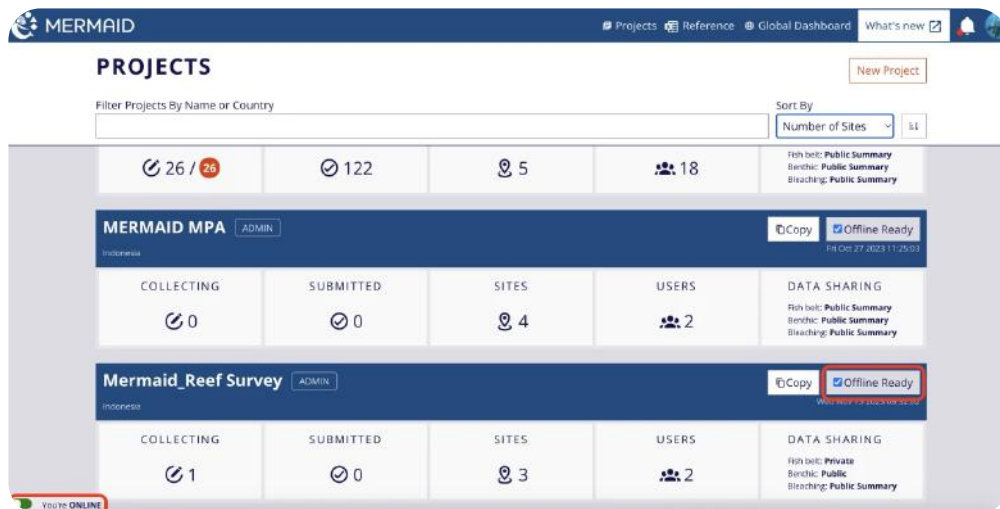 MERMAID
Projects Reference Global Dashboard What's new
PROJECTS
New Project
Filter Projects By Name or Country
Sort By
Number of Sites
26 / 26
122
5
18
Fish belt: Public Summary
Benthic: Public Summary
Bleaching: Public Summary
MERMAID MPA ADMIN
Copy
Offline Ready
Indonesia
Fri Oct 27 2023 11:25:03
COLLECTING
SUBMITTED
SITES
USERS
DATA SHARING
0
0
4
2
Fish belt: Public Summary
Benthic: Public Summary
Bleaching: Public Summary
Mermaid_Reef Survey ADMIN
Copy
Offline Ready
Indonesia
COLLECTING
SUBMITTED
SITES
USERS
DATA SHARING
1
0
3
2
Fish belt: Private
Benthic: Public
Bleaching: Public Summary
You're ONLINE